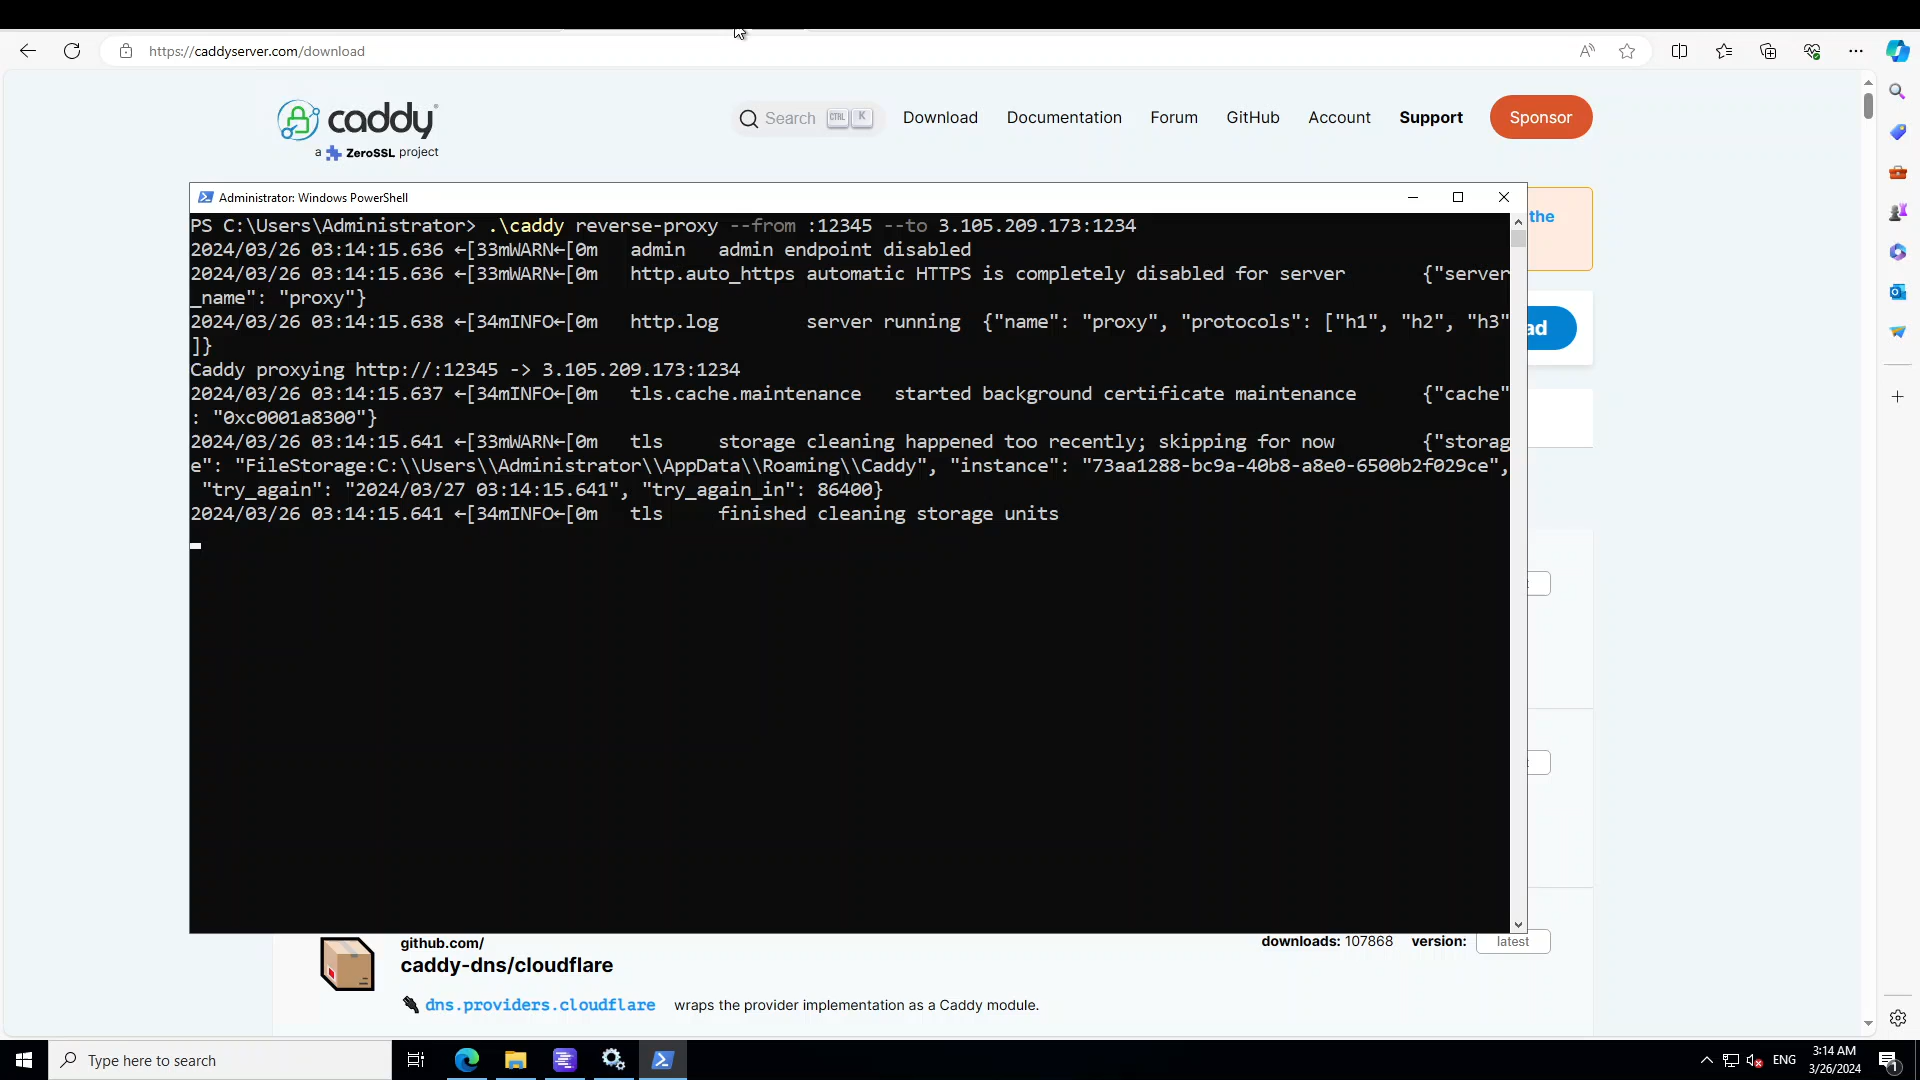 https://caddyserver.com/download
caddy
a ZeroSSL project
Search CTRL K
Download Documentation Forum GitHub Account Support Sponsor
Administrator: Windows PowerShell
the
ad
PS C:\Users\Administrator> .\caddy reverse-proxy --from :12345 --to 3.105.209.173:1234
2024/03/26 03:14:15.636 ←[33mWARN←[0m   admin   admin endpoint disabled
2024/03/26 03:14:15.636 ←[33mWARN←[0m   http.auto_https automatic HTTPS is completely disabled for server       {"server
_name": "proxy"}
2024/03/26 03:14:15.638 ←[34mINFO←[0m   http.log        server running  {"name": "proxy", "protocols": ["h1", "h2", "h3"
]}
Caddy proxying http://:12345 -> 3.105.209.173:1234
2024/03/26 03:14:15.637 ←[34mINFO←[0m   tls.cache.maintenance   started background certificate maintenance      {"cache"
: "0xc0001a8300"}
2024/03/26 03:14:15.641 ←[33mWARN←[0m   tls     storage cleaning happened too recently; skipping for now        {"storag
e": "FileStorage:C:\\Users\\Administrator\\AppData\\Roaming\\Caddy", "instance": "73aa1288-bc9a-40b8-a8e0-6500b2f029ce",
 "try_again": "2024/03/27 03:14:15.641", "try_again_in": 86400}
2024/03/26 03:14:15.641 ←[34mINFO←[0m   tls     finished cleaning storage units
github.com/
caddy-dns/cloudflare
downloads: 107868 version: latest
dns.providers.cloudflare wraps the provider implementation as a Caddy module.
Type here to search
ENG
3:14 AM
3/26/2024
1